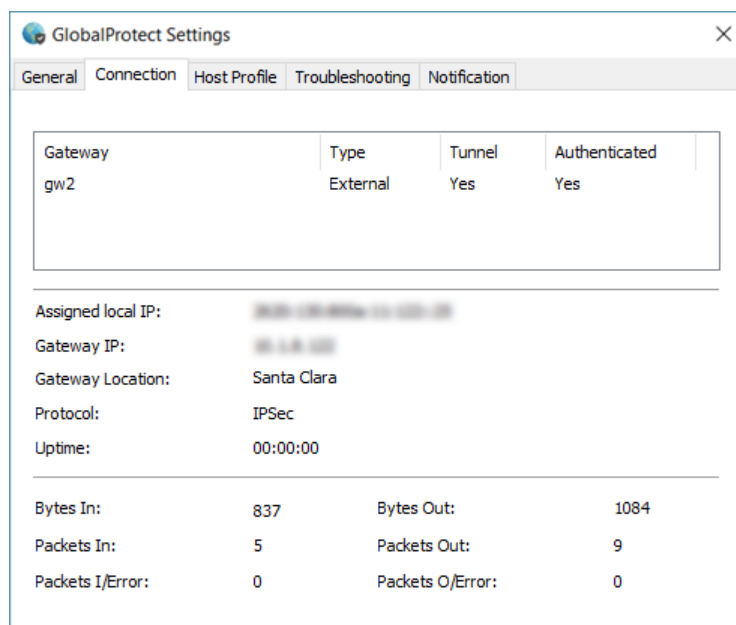 GlobalProtect Settings
General Connection Host Profile Troubleshooting Notification
Gateway Type Tunnel Authenticated
gw2 External Yes Yes
Assigned local IP:
Gateway IP:
Gateway Location: Santa Clara
Protocol: IPSec
Uptime: 00:00:00
Bytes In: 837 Bytes Out: 1084
Packets In: 5 Packets Out: 9
Packets I/Error: 0 Packets O/Error: 0